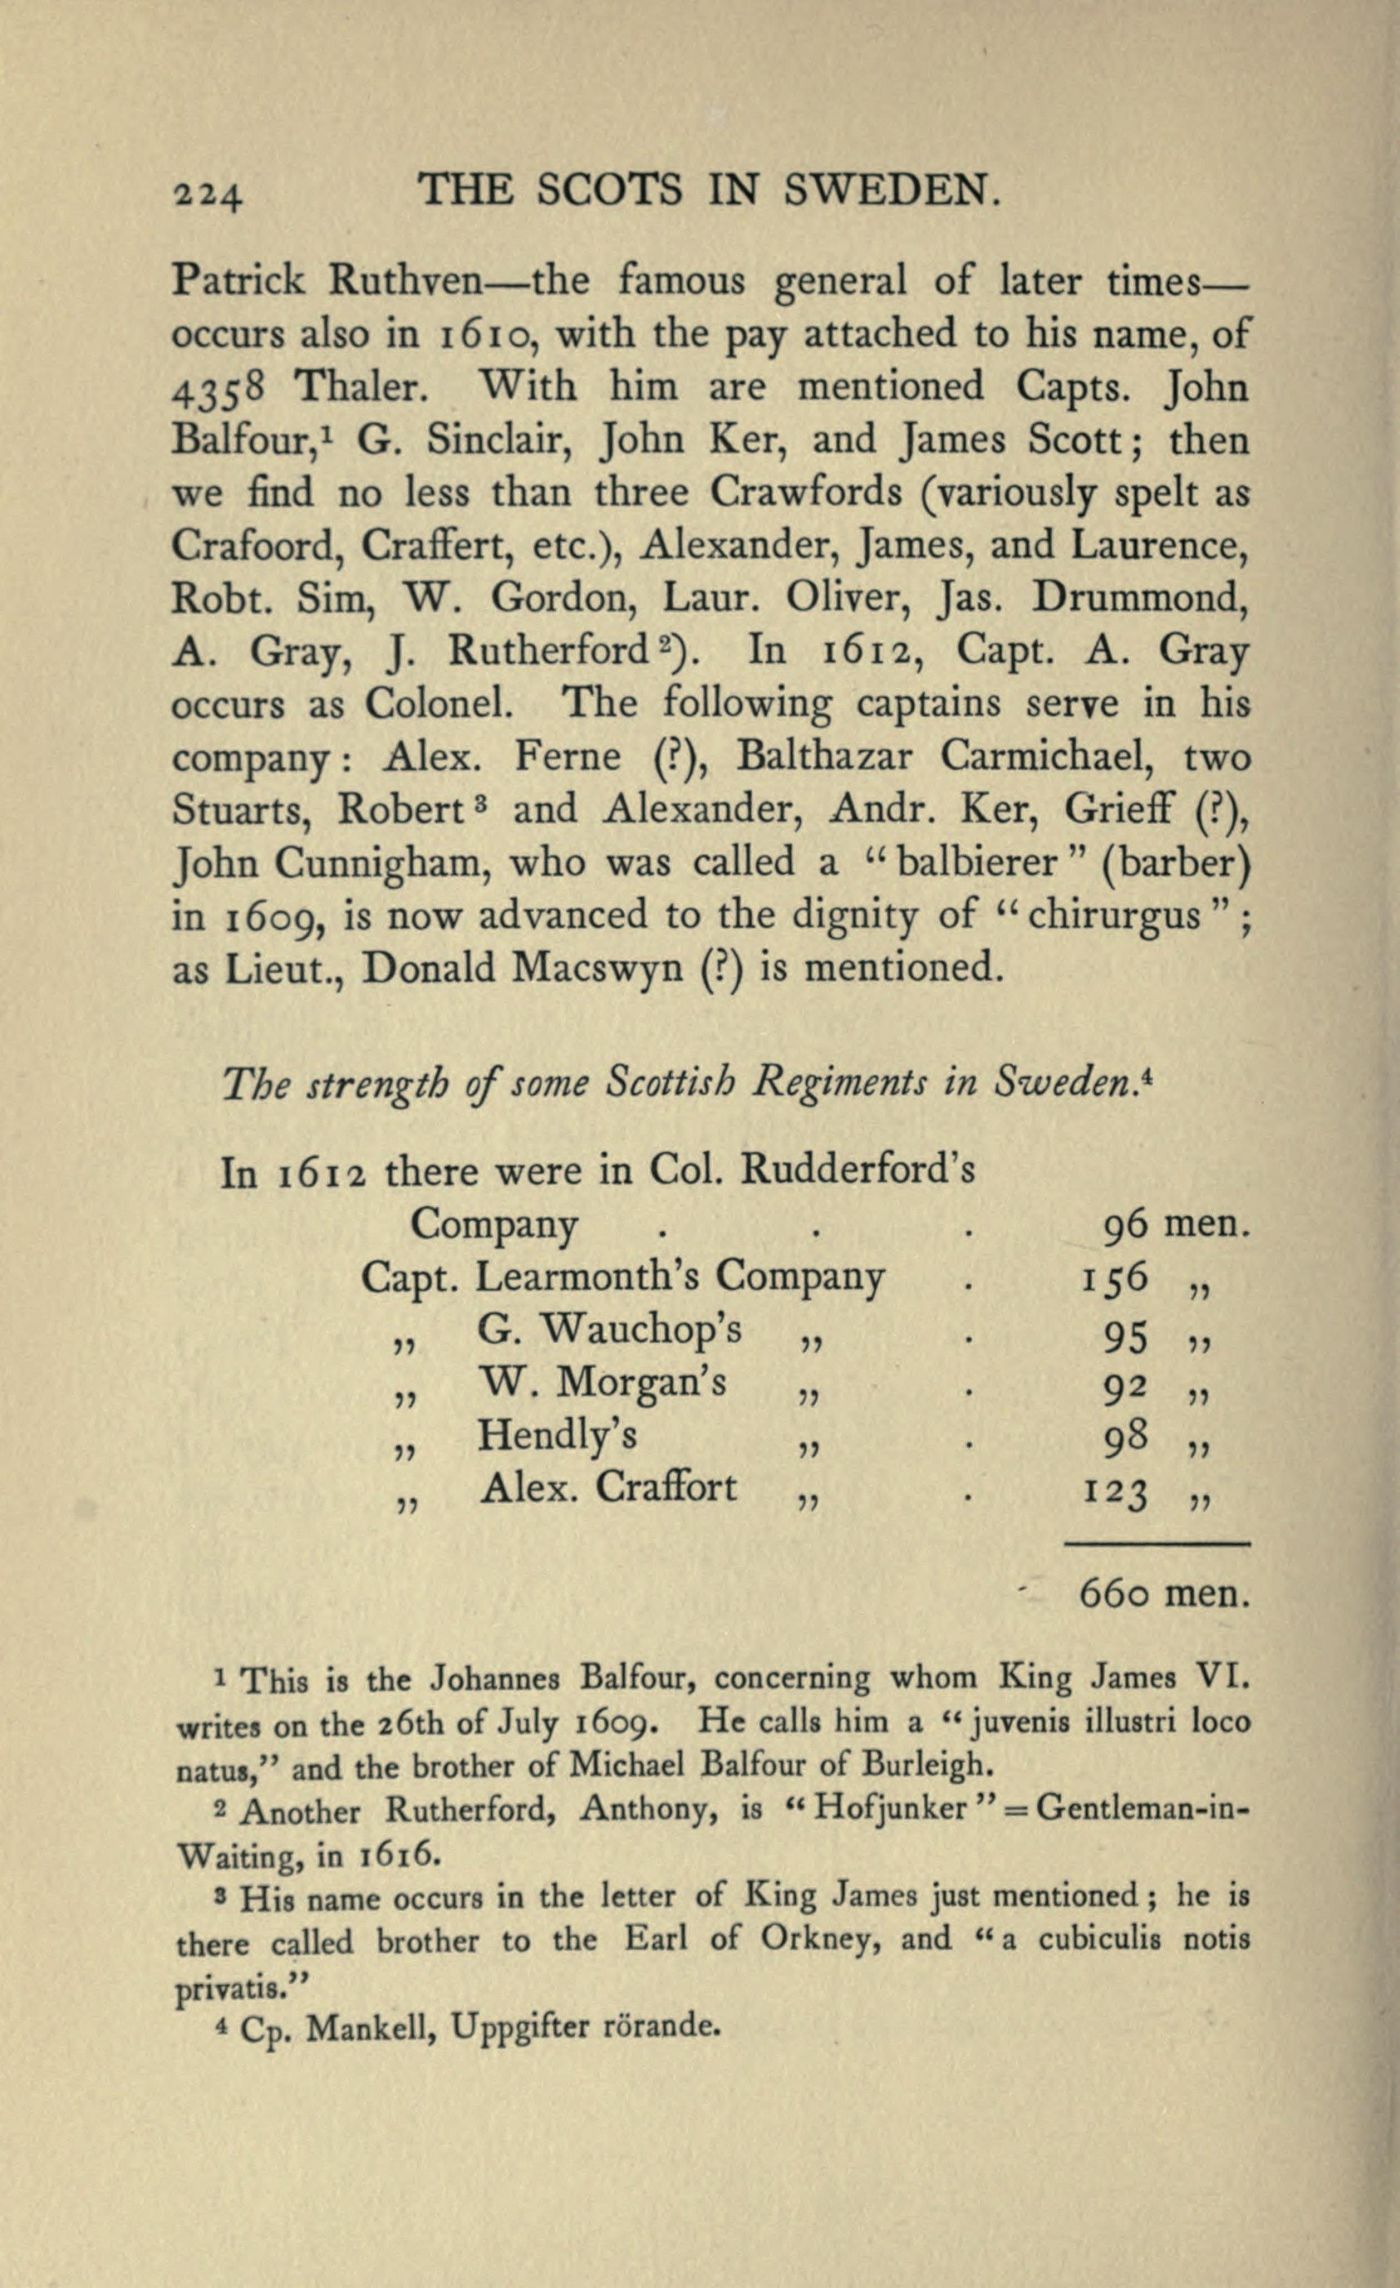 224 THE SCOTS IN SWEDEN.
Patrick Ruthven—the famous general of later times—
occurs also in 1610, with the pay attached to his name, of
4358 Thaler. With him are mentioned Capts. John
Balfour,¹ G. Sinclair, John Ker, and James Scott; then
we find no less than three Crawfords (variously spelt as
Crafoord, Craffert, etc.), Alexander, James, and Laurence,
Robt. Sim, W. Gordon, Laur. Oliver, Jas. Drummond,
A. Gray, J. Rutherford²). In 1612, Capt. A. Gray
occurs as Colonel. The following captains serve in his
company: Alex. Ferne (?), Balthazar Carmichael, two
Stuarts, Robert³ and Alexander, Andr. Ker, Grieff (?),
John Cunnigham, who was called a “balbierer” (barber)
in 1609, is now advanced to the dignity of “chirurgus”;
as Lieut., Donald Macswyn (?) is mentioned.
The strength of some Scottish Regiments in Sweden.⁴
In 1612 there were in Col. Rudderford's
Company . . . 96 men.
Capt. Learmonth's Company . 156 ,,
,, G. Wauchop's ,, . 95 ,,
,, W. Morgan's ,, . 92 ,,
,, Hendly's ,, . 98 ,,
,, Alex. Craffort ,, . 123 ,,
660 men.
¹ This is the Johannes Balfour, concerning whom King James VI.
writes on the 26th of July 1609. He calls him a “juvenis illustri loco
natus,” and the brother of Michael Balfour of Burleigh.
² Another Rutherford, Anthony, is “Hofjunker”=Gentleman-in-
Waiting, in 1616.
³ His name occurs in the letter of King James just mentioned; he is
there called brother to the Earl of Orkney, and “a cubiculis notis
privatis.”
⁴ Cp. Mankell, Uppgifter rörande.